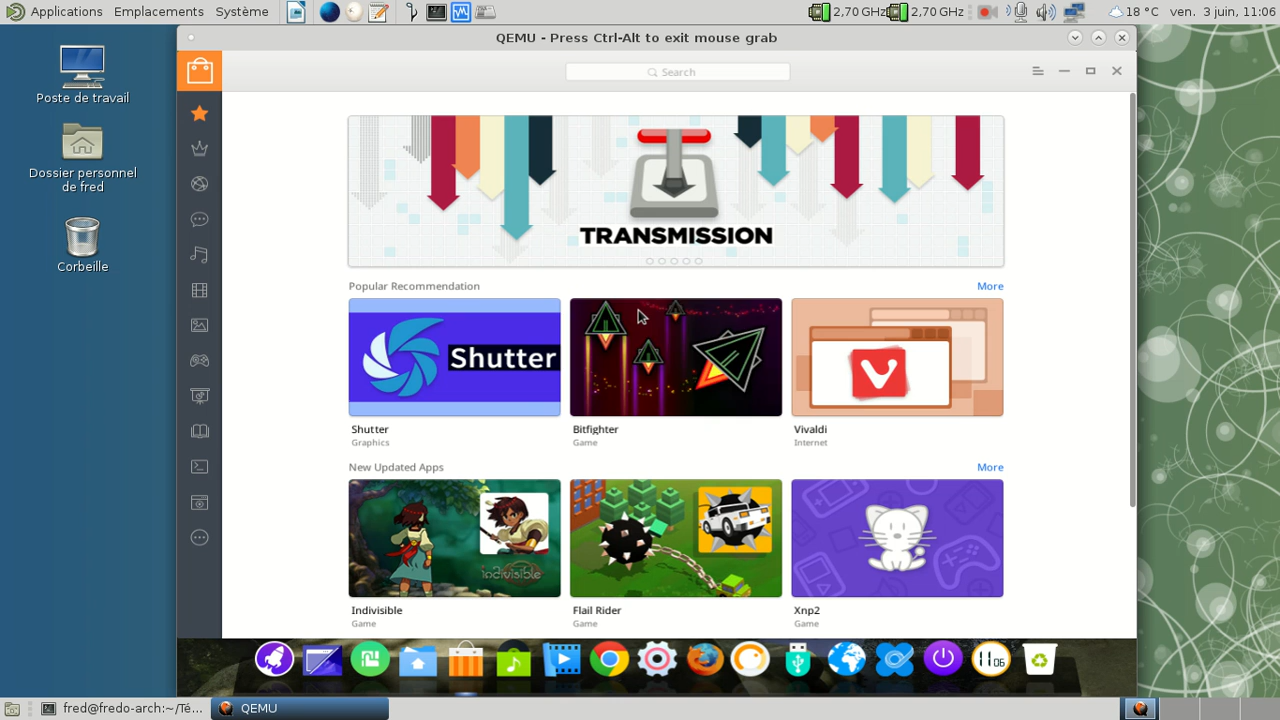 Applications Emplacements Système 2,70 GHz 2,70 GHz 18 °C ven. 3 juin, 11:06
QEMU - Press Ctrl-Alt to exit mouse grab
Poste de travail
Dossier personnel
de fred
Corbeille
Search
TRANSMISSION
Popular Recommendation More
Shutter
Shutter Bitfighter Vivaldi
Graphics Game Internet
New Updated Apps More
indivisible
Indivisible Flail Rider Xnp2
Game Game Game
11 06
fred@fredo-arch:~/Té... QEMU